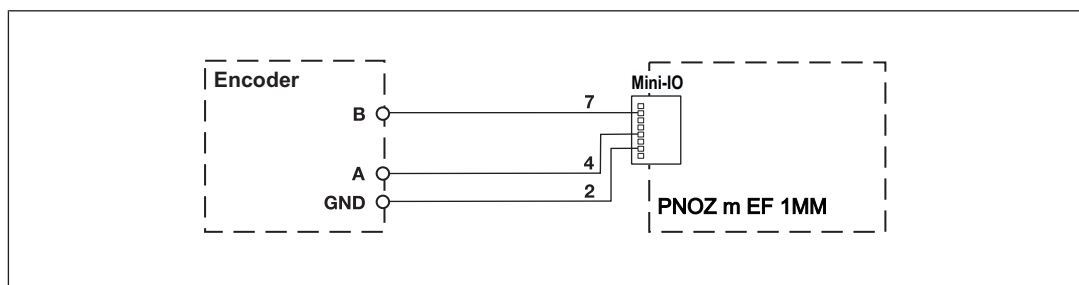 Encoder
Mini-IO
B
7
A
4
GND
2
PNOZ m EF 1MM